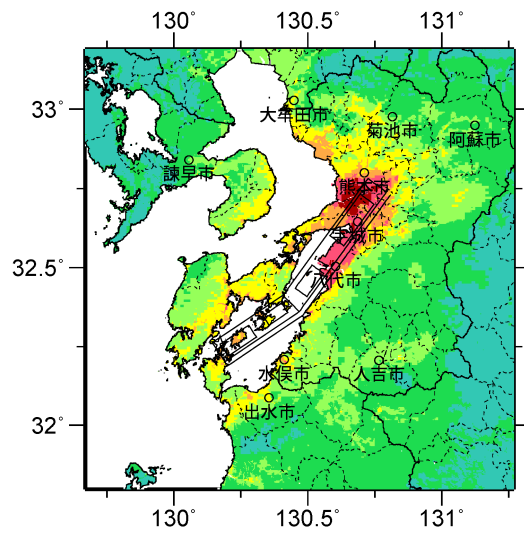 130°
130.5°
131°
33°
大牟田市
菊池市
阿蘇市
諫早市
熊本市
宇城市
32.5°
八代市
水俣市
人吉市
32°
出水市
130°
130.5°
131°